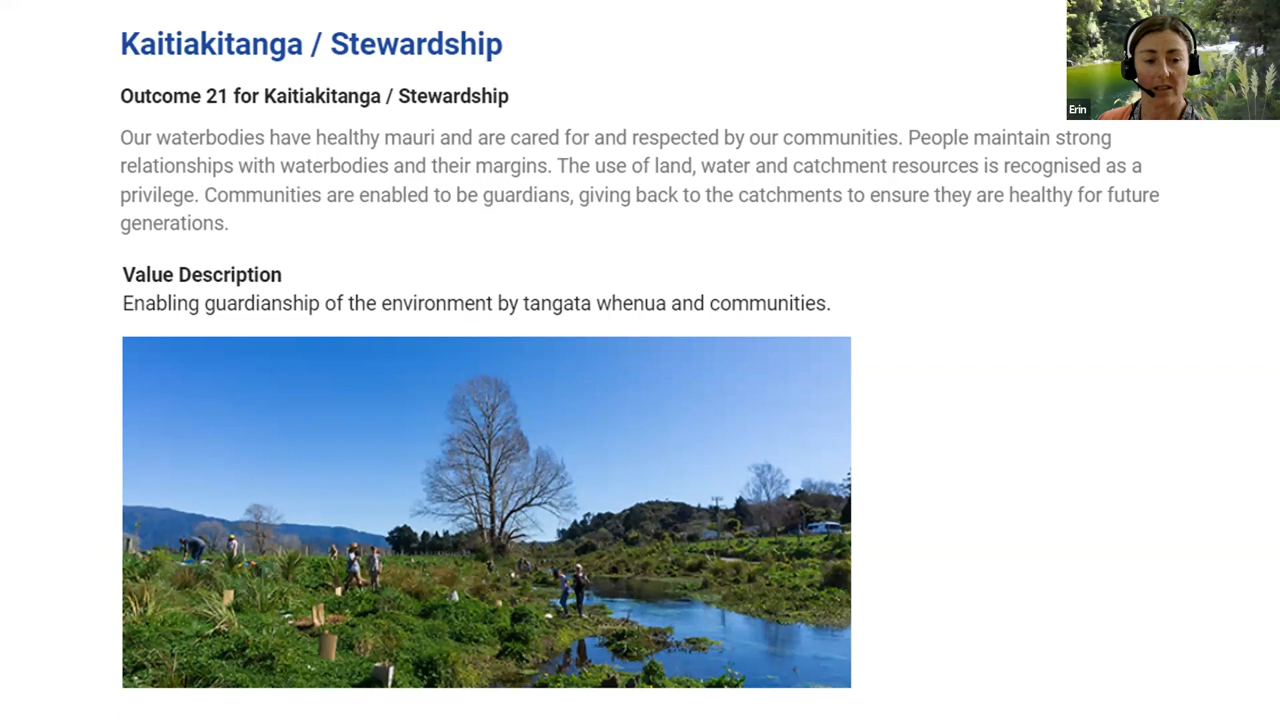 Kaitiakitanga / Stewardship
Erin
Outcome 21 for Kaitiakitanga / Stewardship
Our waterbodies have healthy mauri and are cared for and respected by our communities. People maintain strong
relationships with waterbodies and their margins. The use of land, water and catchment resources is recognised as a
privilege. Communities are enabled to be guardians, giving back to the catchments to ensure they are healthy for future
generations.
Value Description
Enabling guardianship of the environment by tangata whenua and communities.